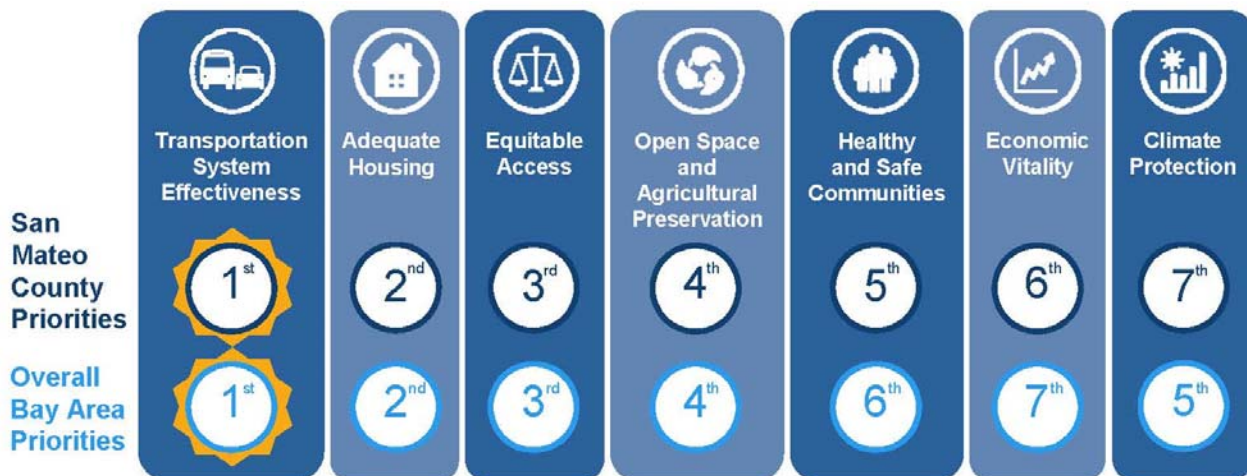 Transportation
System
Effectiveness
Adequate
Housing
Equitable
Access
Open Space
and
Agricultural
Preservation
Healthy
and Safe
Communities
Economic
Vitality
Climate
Protection
San
Mateo
County
Priorities
1st 2nd 3rd 4th 5th 6th 7th
Overall
Bay Area
Priorities
1st 2nd 3rd 4th 6th 7th 5th